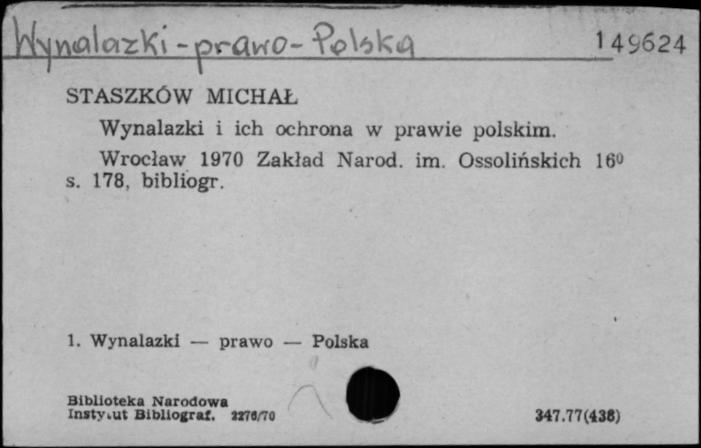 Wynalazki - prawo - Polska 149624
STASZKÓW MICHAŁ
Wynalazki i ich ochrona w prawie polskim.
Wrocław 1970 Zakład Narod. im. Ossolińskich 16⁰
s. 178, bibliogr.
1. Wynalazki — prawo — Polska
Biblioteka Narodowa
Instytut Bibliograf. 2276/70 347.77(438)